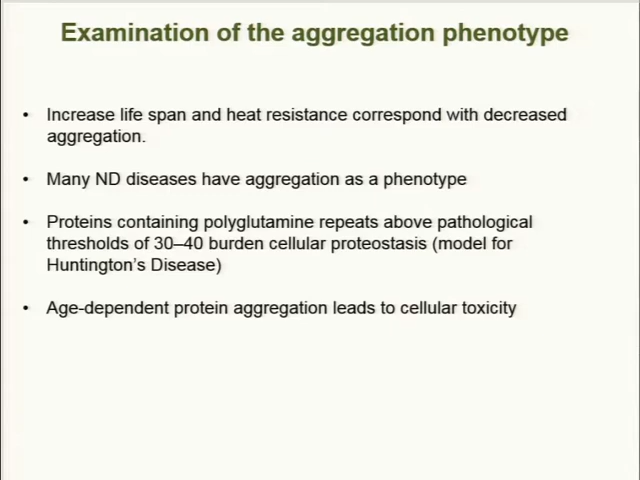 Examination of the aggregation phenotype
• Increase life span and heat resistance correspond with decreased
aggregation.
• Many ND diseases have aggregation as a phenotype
• Proteins containing polyglutamine repeats above pathological
thresholds of 30–40 burden cellular proteostasis (model for
Huntington's Disease)
• Age-dependent protein aggregation leads to cellular toxicity